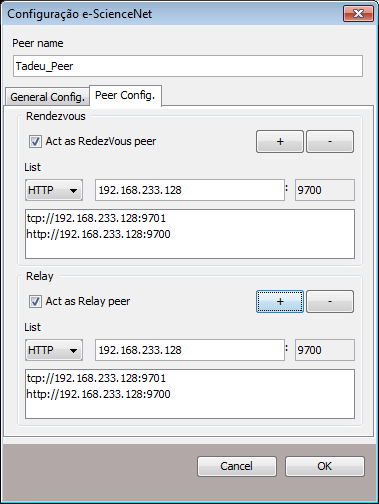 Configuração e-ScienceNet
Peer name
Tadeu_Peer
General Config. Peer Config.
Rendezvous
Act as RedezVous peer + -
List
HTTP 192.168.233.128 : 9700
tcp://192.168.233.128:9701
http://192.168.233.128:9700
Relay
Act as Relay peer + -
List
HTTP 192.168.233.128 : 9700
tcp://192.168.233.128:9701
http://192.168.233.128:9700
Cancel OK